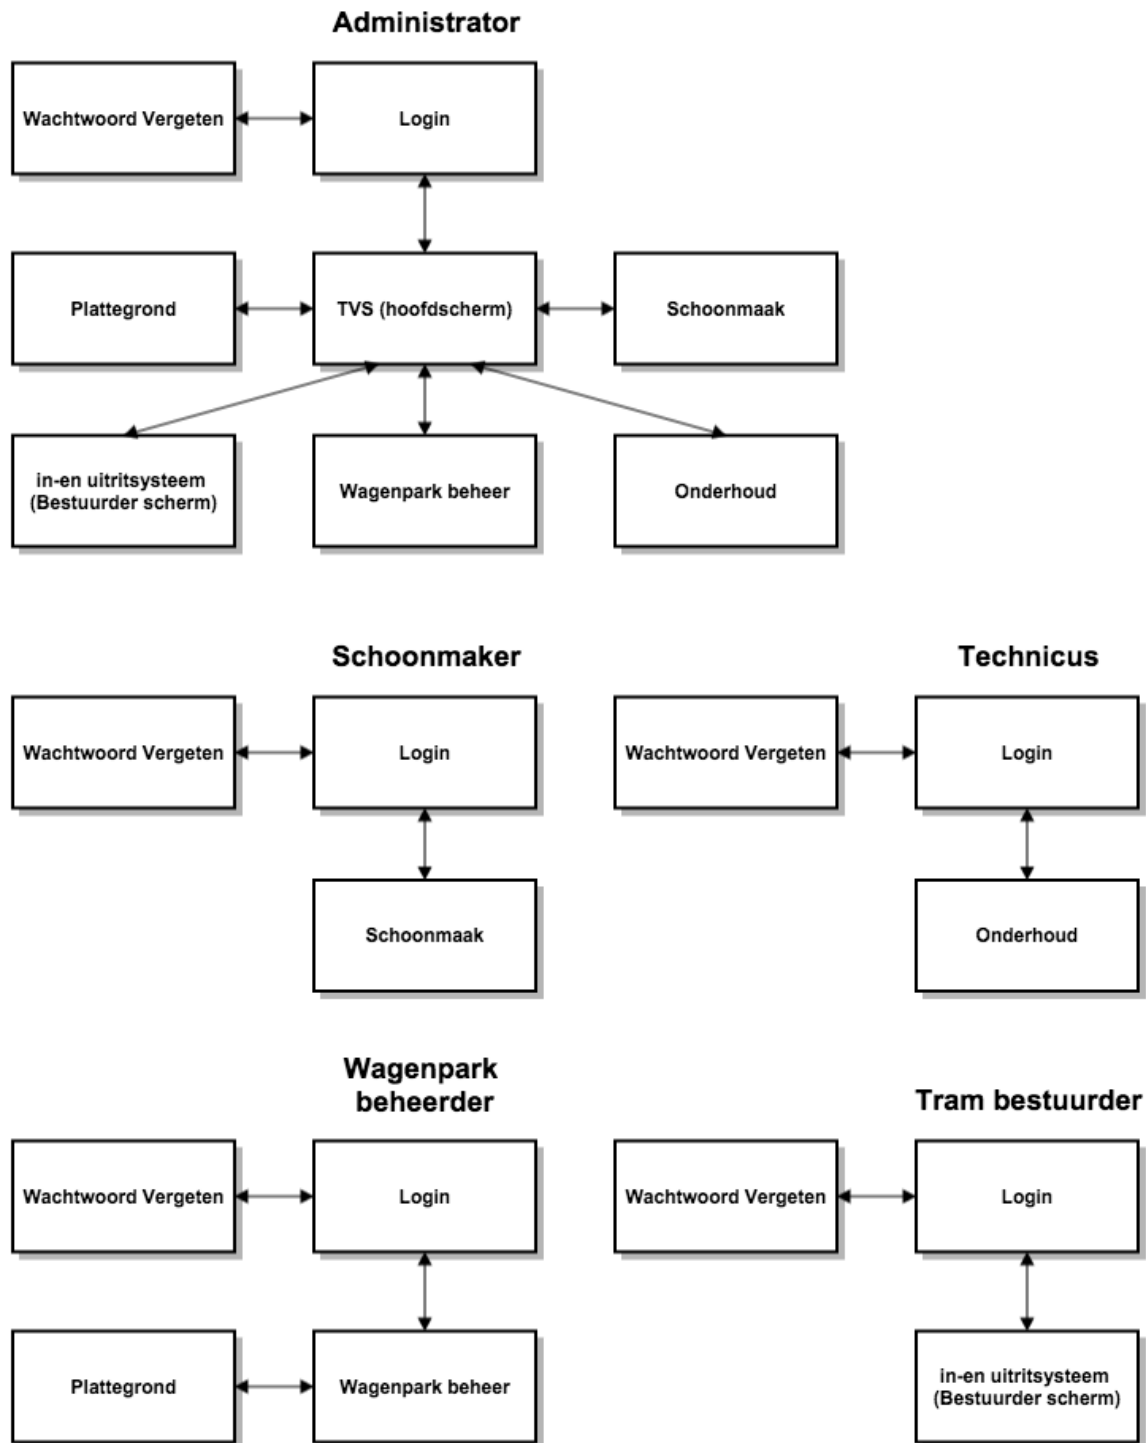 Administrator
Wachtwoord Vergeten
Login
Plattegrond
TVS (hoofdscherm)
Schoonmaak
in-en uitritsysteem
(Bestuurder scherm)
Wagenpark beheer
Onderhoud
Schoonmaker
Technicus
Wachtwoord Vergeten
Login
Wachtwoord Vergeten
Login
Schoonmaak
Onderhoud
Wagenpark
beheerder
Tram bestuurder
Wachtwoord Vergeten
Login
Wachtwoord Vergeten
Login
Plattegrond
Wagenpark beheer
in-en uitritsysteem
(Bestuurder scherm)